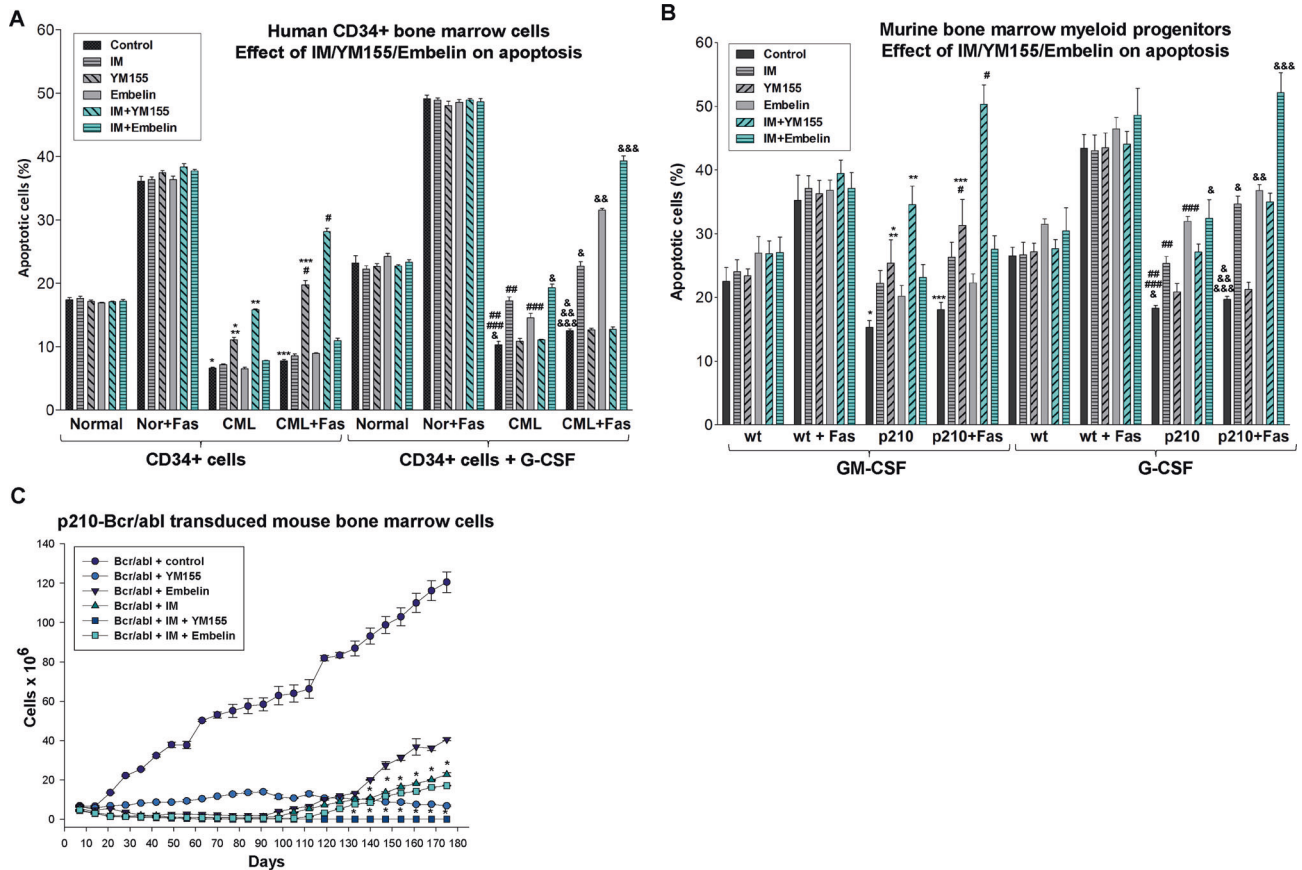 A
Human CD34+ bone marrow cells
Effect of IM/YM155/Embelin on apoptosis
Control
IM
YM155
Embelin
IM+YM155
IM+Embelin
Apoptotic cells (%)
60
50
40
30
20
10
0
*
*
**
**
***
***
#
#
##
###
&
##
###
&
&
&&
&&&
&
&&
&&&
Normal Nor+Fas CML CML+Fas Normal Nor+Fas CML CML+Fas
CD34+ cells CD34+ cells + G-CSF
B
Murine bone marrow myeloid progenitors
Effect of IM/YM155/Embelin on apoptosis
Control
IM
YM155
Embelin
IM+YM155
IM+Embelin
Apoptotic cells (%)
60
50
40
30
20
10
0
*
*
**
**
***
***
#
#
##
###
&
##
###
&
&
&&
&&&
&
&&
&&&
wt wt + Fas p210 p210+Fas wt wt + Fas p210 p210+Fas
GM-CSF G-CSF
C
p210-Bcr/abl transduced mouse bone marrow cells
Bcr/abl + control
Bcr/abl + YM155
Bcr/abl + Embelin
Bcr/abl + IM
Bcr/abl + IM + YM155
Bcr/abl + IM + Embelin
Cells x 10⁶
140
120
100
80
60
40
20
0
* * * * * *
* * * * * * *
0 10 20 30 40 50 60 70 80 90 100 110 120 130 140 150 160 170 180
Days